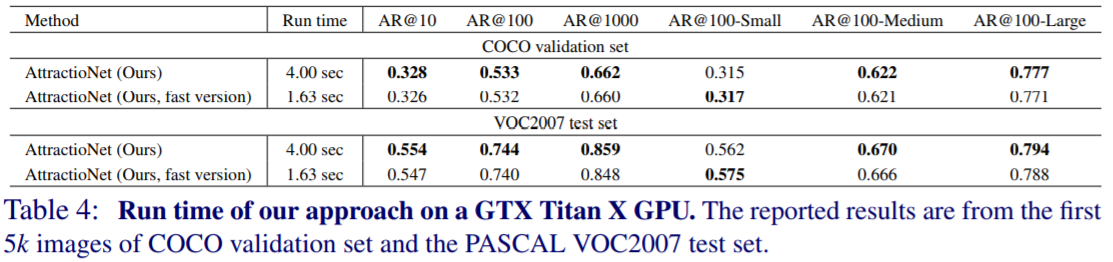 Method Run time AR@10 AR@100 AR@1000 AR@100-Small AR@100-Medium AR@100-Large
COCO validation set
AttractioNet (Ours) 4.00 sec 0.328 0.533 0.662 0.315 0.622 0.777
AttractioNet (Ours, fast version) 1.63 sec 0.326 0.532 0.660 0.317 0.621 0.771
VOC2007 test set
AttractioNet (Ours) 4.00 sec 0.554 0.744 0.859 0.562 0.670 0.794
AttractioNet (Ours, fast version) 1.63 sec 0.547 0.740 0.848 0.575 0.666 0.788
Table 4: Run time of our approach on a GTX Titan X GPU. The reported results are from the first
5k images of COCO validation set and the PASCAL VOC2007 test set.